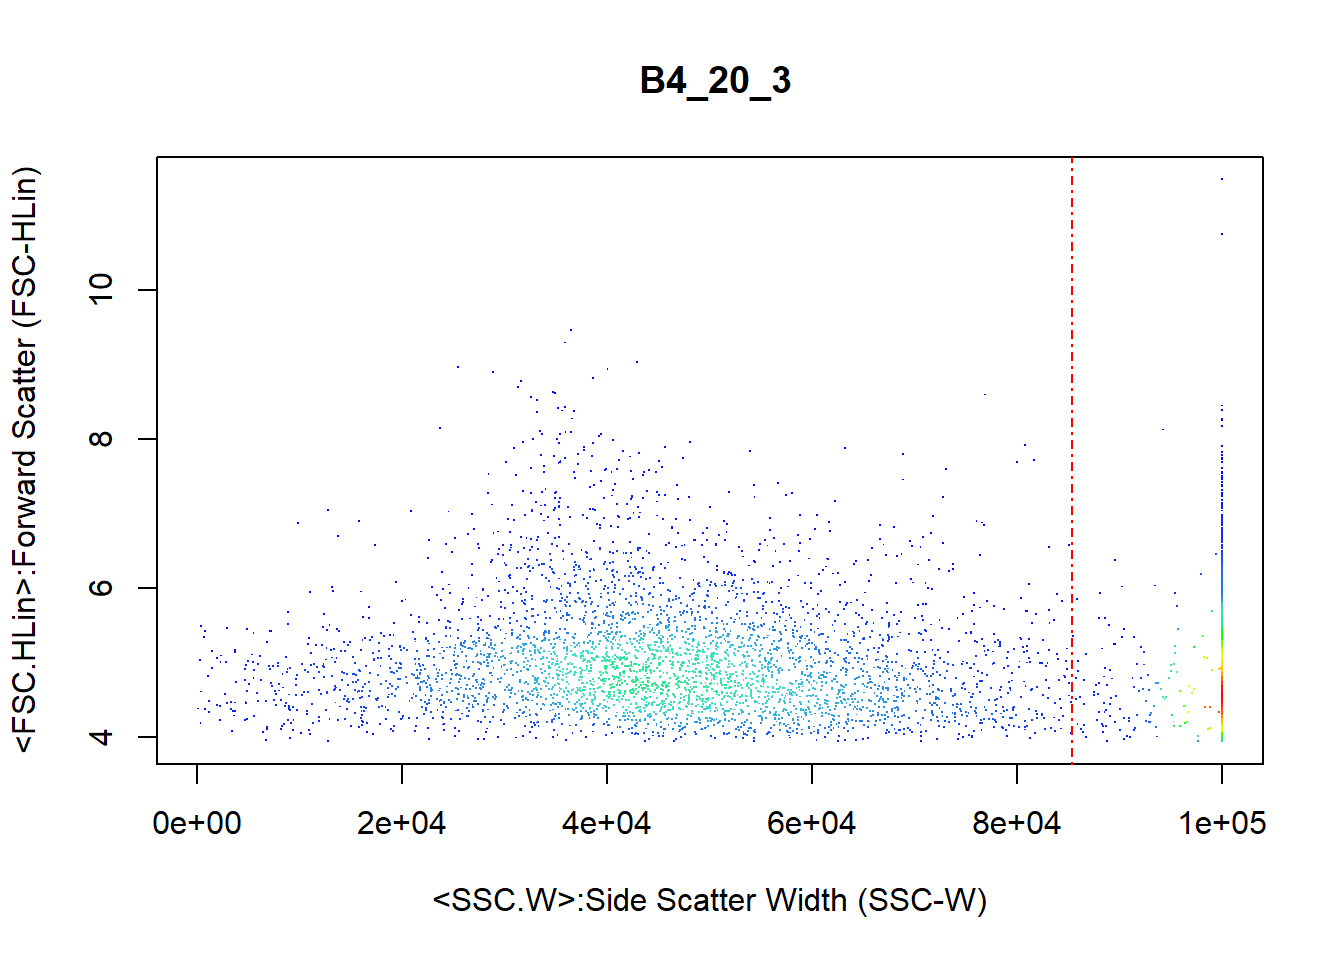 B4_20_3
<FSC.HLin>:Forward Scatter (FSC-HLin)
10
8
6
4
0e+00 2e+04 4e+04 6e+04 8e+04 1e+05
<SSC.W>:Side Scatter Width (SSC-W)